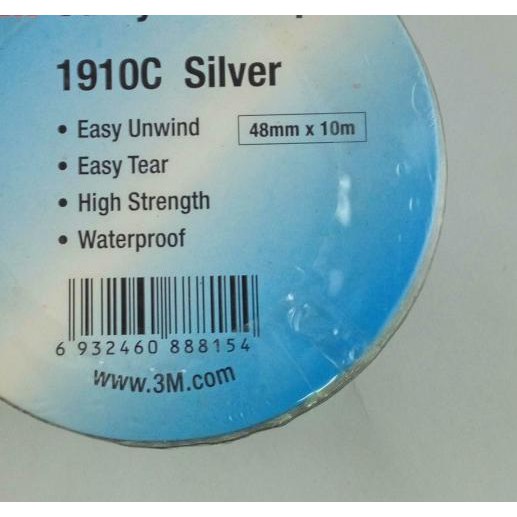 1910C Silver
• Easy Unwind
48mm x 10m
• Easy Tear
• High Strength
• Waterproof
6 932460 888154
www.3M.com